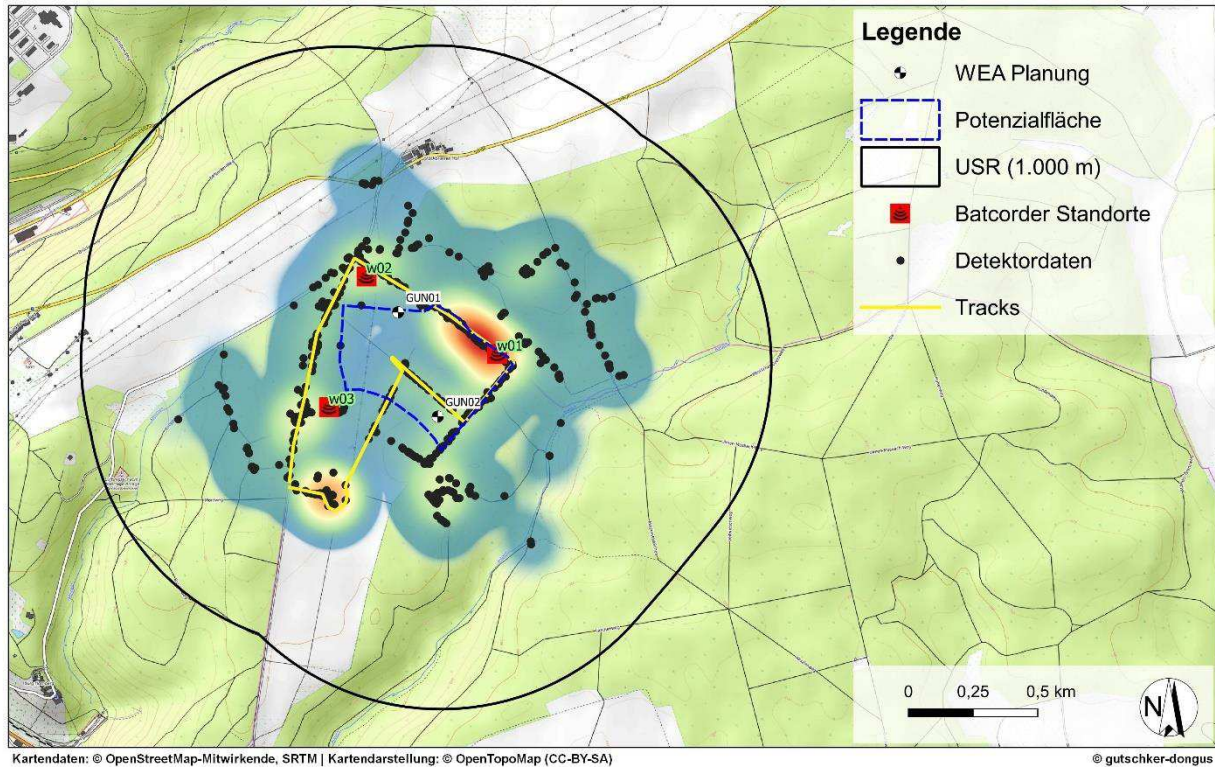 Legende
WEA Planung
Potenzialfläche
USR (1.000 m)
Batcorder Standorte
Detektordaten
Tracks
w02
GUN01
w01
w03
GUN02
0 0,25 0,5 km
N
Kartendaten: © OpenStreetMap-Mitwirkende, SRTM | Kartendarstellung: © OpenTopoMap (CC-BY-SA)
© gutschker-dongus